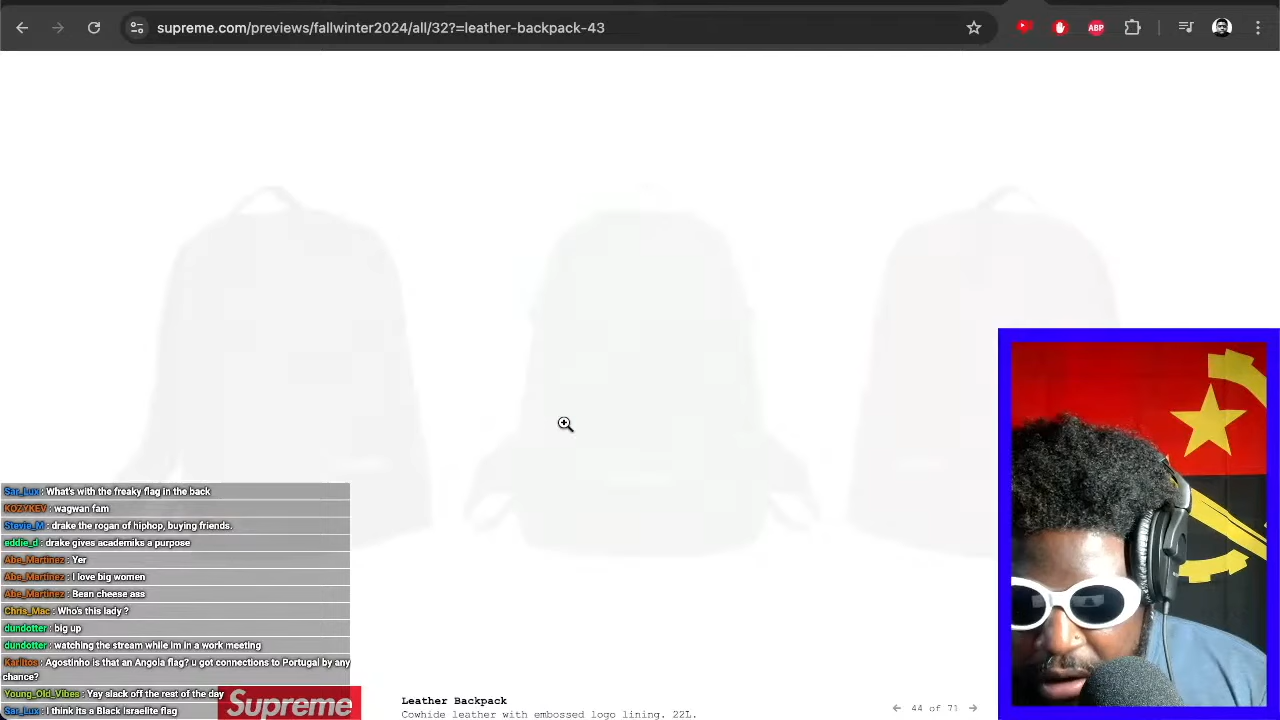 supreme.com/previews/fallwinter2024/all/32?=leather-backpack-43
ABP
Sar_Lux: What's with the freaky flag in the back
KOZYKEV: wagwan fam
Stevie_M: drake the rogan of hiphop, buying friends.
eddie_d: drake gives academiks a purpose
Abe_Martinez: Yer
Abe_Martinez: I love big women
Abe_Martinez: Bean cheese ass
Chris_Mac: Who's this lady ?
dundotter: big up
dundotter: watching the stream while im in a work meeting
Karlitos: Agostinho is that an Angola flag? u got connections to Portugal by any
chance?
Young_Old_Vibes: Yay slack off the rest of the day
Sar_Lux: I think its a Black Israelite flag
Supreme
Leather Backpack
Cowhide leather with embossed logo lining. 22L.
← 44 of 71 →